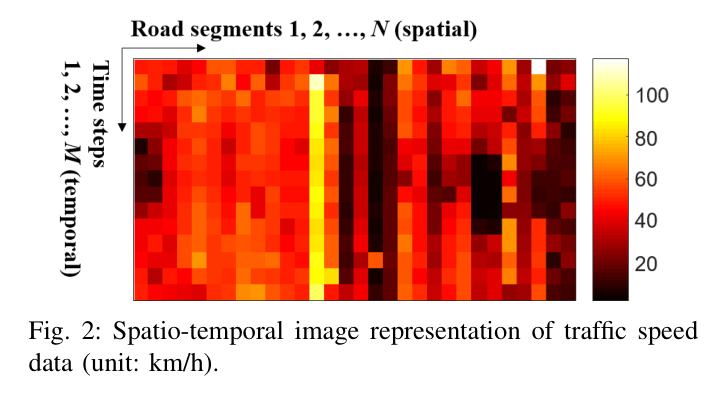 Road segments 1, 2, …, N (spatial)
Time steps
1, 2, …, M (temporal)
100
80
60
40
20
Fig. 2: Spatio-temporal image representation of traffic speed
data (unit: km/h).